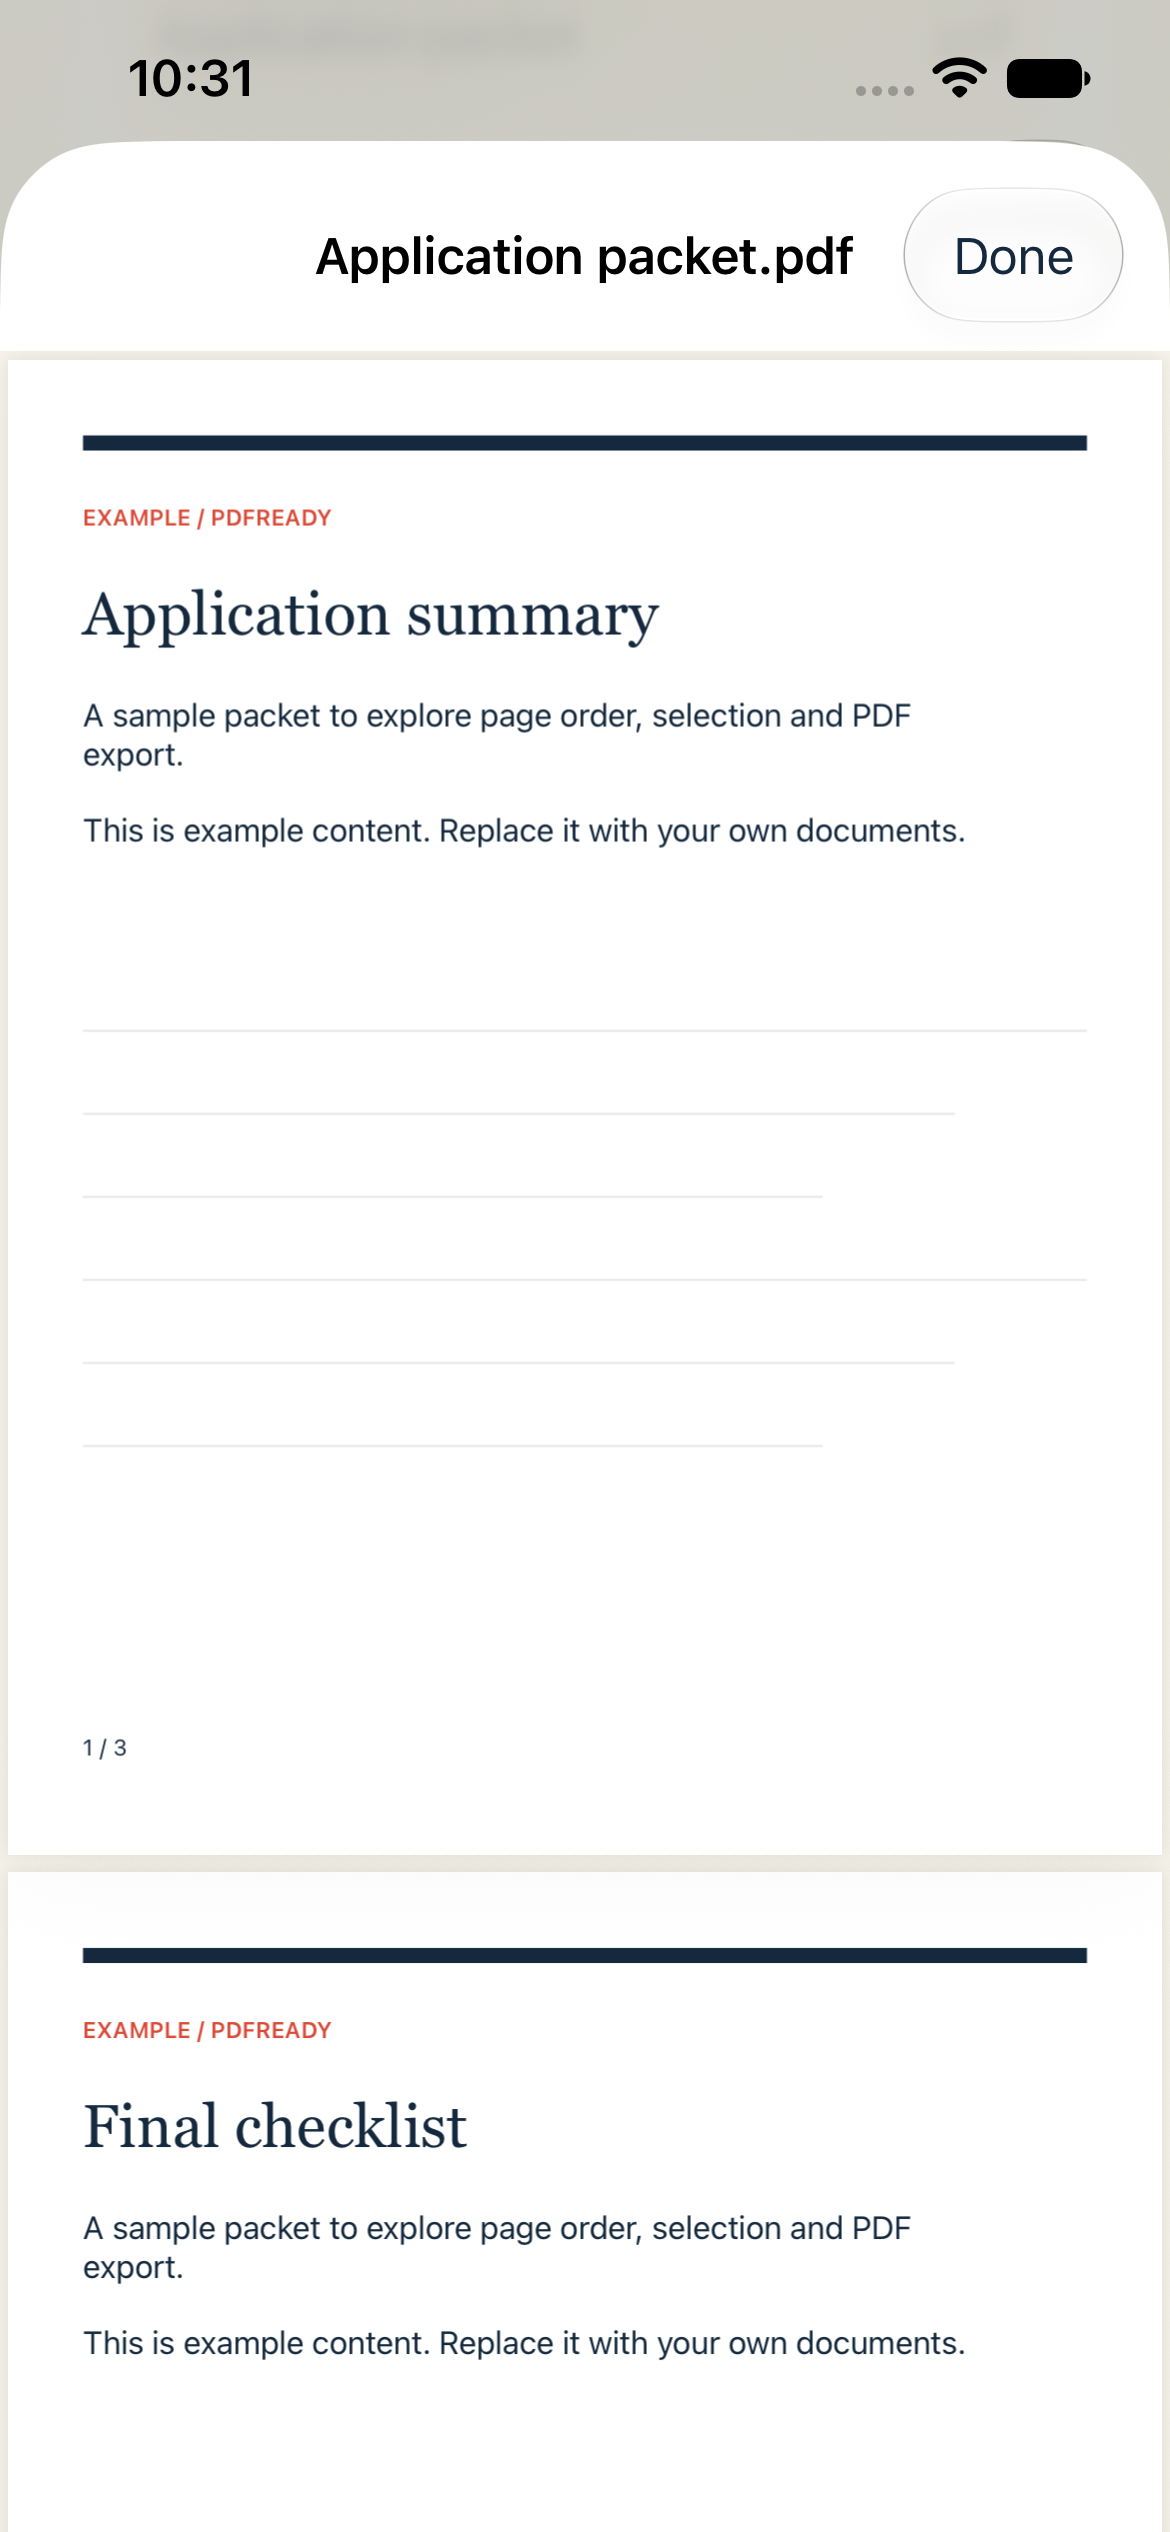 10:31
Application packet.pdf
Done
EXAMPLE / PDFREADY
Application summary
A sample packet to explore page order, selection and PDF
export.
This is example content. Replace it with your own documents.
1 / 3
EXAMPLE / PDFREADY
Final checklist
A sample packet to explore page order, selection and PDF
export.
This is example content. Replace it with your own documents.